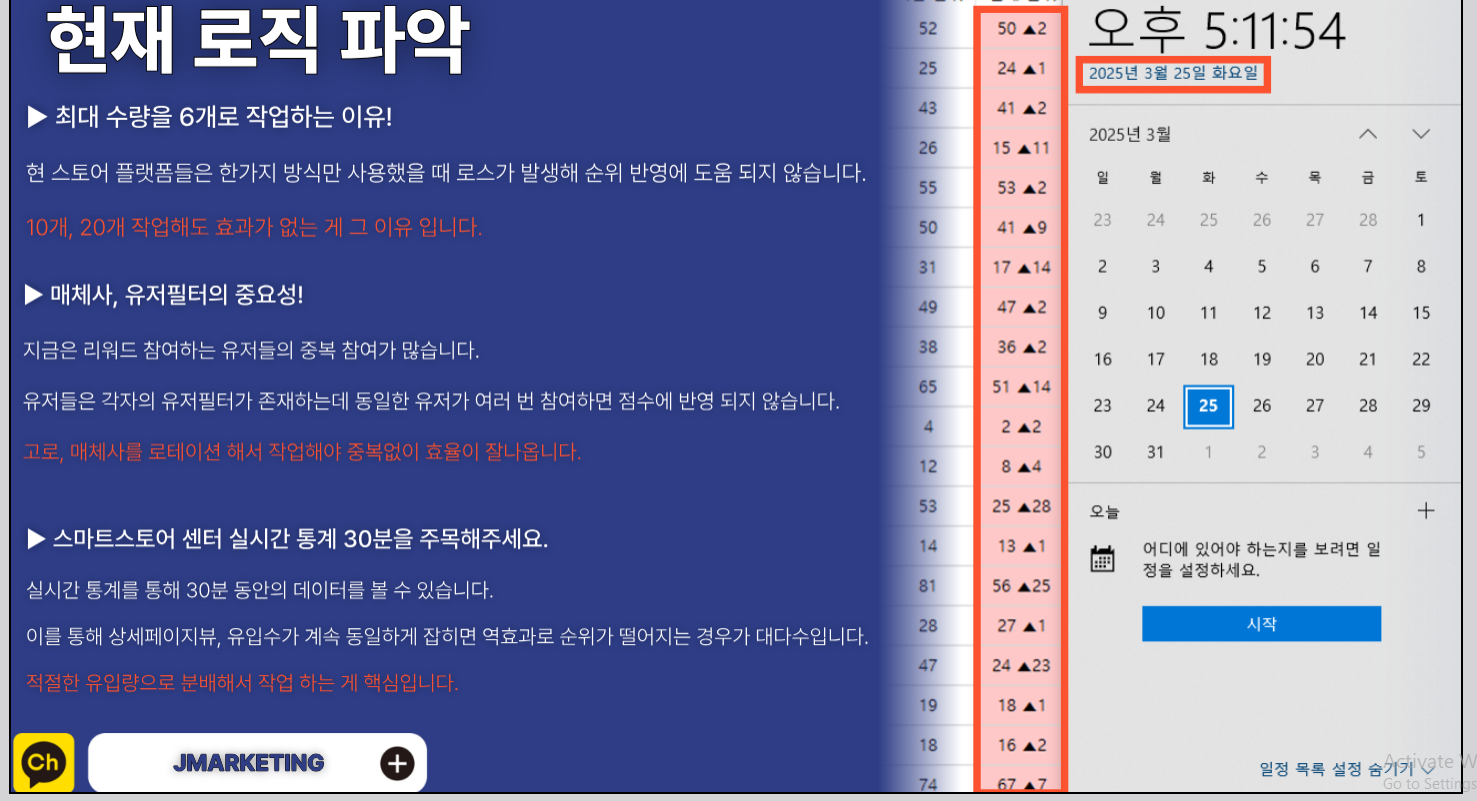 현재 로직 파악
▶ 최대 수량을 6개로 작업하는 이유!
현 스토어 플랫폼들은 한가지 방식만 사용했을 때 로스가 발생해 순위 반영에 도움 되지 않습니다.
10개, 20개 작업해도 효과가 없는 게 그 이유 입니다.
▶ 매체사, 유저필터의 중요성!
지금은 리워드 참여하는 유저들의 중복 참여가 많습니다.
유저들은 각자의 유저필터가 존재하는데 동일한 유저가 여러 번 참여하면 점수에 반영 되지 않습니다.
고로, 매체사를 로테이션 해서 작업해야 중복없이 효율이 잘나옵니다.
▶ 스마트스토어 센터 실시간 통계 30분을 주목해주세요.
실시간 통계를 통해 30분 동안의 데이터를 볼 수 있습니다.
이를 통해 상세페이지뷰, 유입수가 계속 동일하게 잡히면 역효과로 순위가 떨어지는 경우가 대다수입니다.
적절한 유입량으로 분배해서 작업 하는 게 핵심입니다.
Ch
JMARKETING
52 50 ▲2
25 24 ▲1
43 41 ▲2
26 15 ▲11
55 53 ▲2
50 41 ▲9
31 17 ▲14
49 47 ▲2
38 36 ▲2
65 51 ▲14
4 2 ▲2
12 8 ▲4
53 25 ▲28
14 13 ▲1
81 56 ▲25
28 27 ▲1
47 24 ▲23
19 18 ▲1
18 16 ▲2
74 67 ▲7
오후 5:11:54
2025년 3월 25일 화요일
2025년 3월
일 월 화 수 목 금 토
23 24 25 26 27 28 1
2 3 4 5 6 7 8
9 10 11 12 13 14 15
16 17 18 19 20 21 22
23 24 25 26 27 28 29
30 31 1 2 3 4 5
오늘
어디에 있어야 하는지를 보려면 일
정을 설정하세요.
시작
일정 목록 설정 숨기기
Activate W
Go to Settings